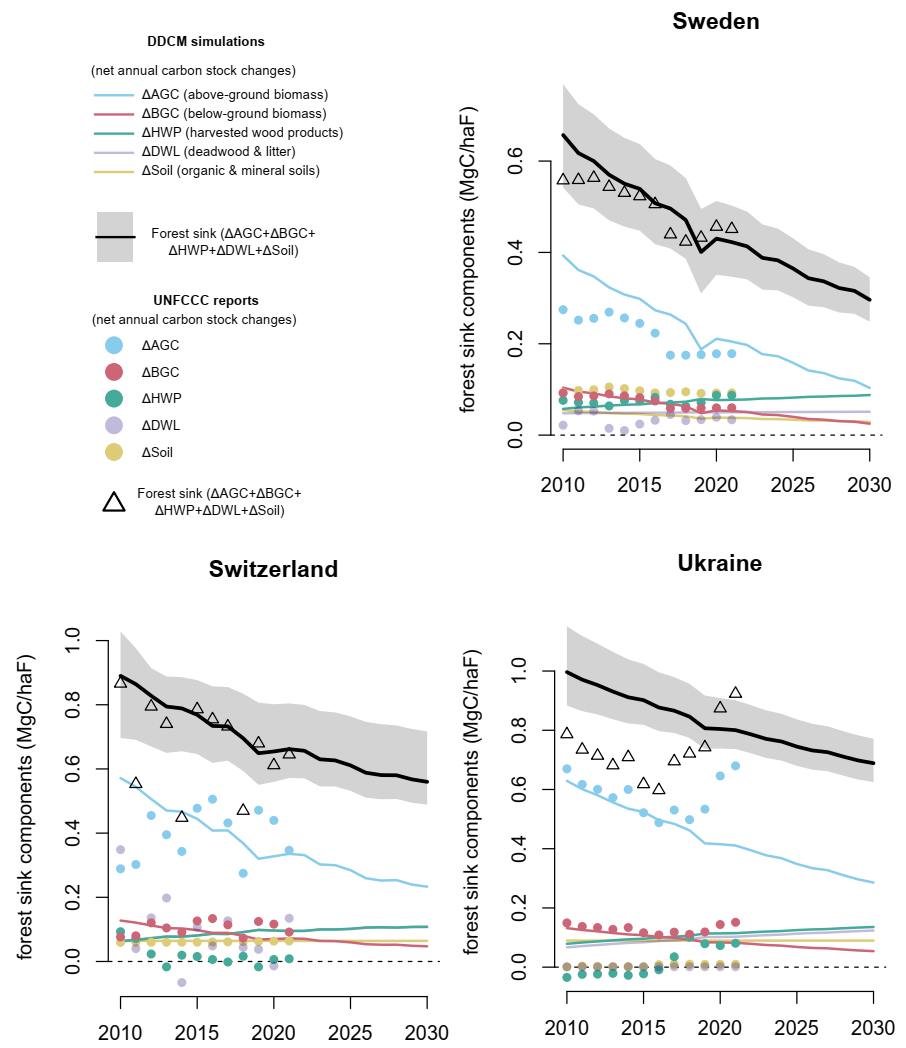 DDCM simulations
(net annual carbon stock changes)
ΔAGC (above-ground biomass)
ΔBGC (below-ground biomass)
ΔHWP (harvested wood products)
ΔDWL (deadwood & litter)
ΔSoil (organic & mineral soils)
Forest sink (ΔAGC+ΔBGC+
ΔHWP+ΔDWL+ΔSoil)
UNFCCC reports
(net annual carbon stock changes)
ΔAGC
ΔBGC
ΔHWP
ΔDWL
ΔSoil
Forest sink (ΔAGC+ΔBGC+
ΔHWP+ΔDWL+ΔSoil)
Sweden
forest sink components (MgC/haF)
0.6
0.4
0.2
0.0
2010 2015 2020 2025 2030
Switzerland
forest sink components (MgC/haF)
1.0
0.8
0.6
0.4
0.2
0.0
2010 2015 2020 2025 2030
Ukraine
forest sink components (MgC/haF)
1.0
0.8
0.6
0.4
0.2
0.0
2010 2015 2020 2025 2030